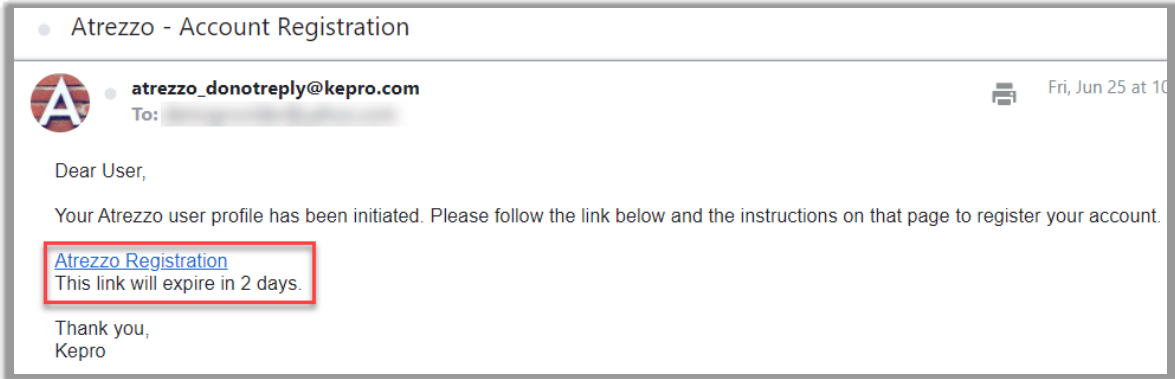 Atrezzo - Account Registration
A
atrezzo_donotreply@kepro.com
Fri, Jun 25 at
To:
Dear User,
Your Atrezzo user profile has been initiated. Please follow the link below and the instructions on that page to register your account.
Atrezzo Registration
This link will expire in 2 days.
Thank you,
Kepro